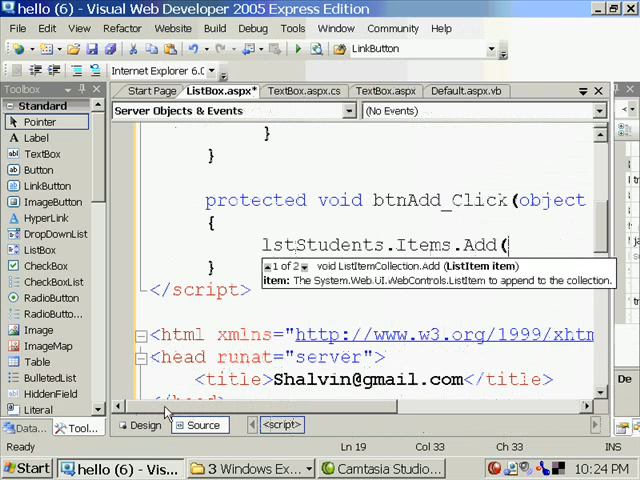 hello (6) - Visual Web Developer 2005 Express Edition
File Edit View Refactor Website Build Debug Tools Window Community Help
LinkButton
Internet Explorer 6.0
Toolbox
Start Page ListBox.aspx* TextBox.aspx.cs TextBox.aspx Default.aspx.vb
Server Objects & Events (No Events)
Standard
Pointer
Label
TextBox
Button
LinkButton
ImageButton
HyperLink
DropDownList
ListBox
CheckBox
CheckBoxList
RadioButton
RadioButto...
Image
ImageMap
Table
BulletedList
HiddenField
Literal
}
}
protected void btnAdd_Click(object
{
lstStudents.Items.Add(
1 of 2 void ListItemCollection.Add (ListItem item)
item: The System.Web.UI.WebControls.ListItem to append to the collection.
}
</script>
<html xmlns="http://www.w3.org/1999/xhtm
<head runat="server">
<title>Shalvin@gmail.com</title>
</head>
De
Data... Tool...
Design Source <script>
Ready Ln 19 Col 33 Ch 33 INS
Start hello (6) - Vis... 3 Windows Ex... Camtasia Studio... 10:24 PM